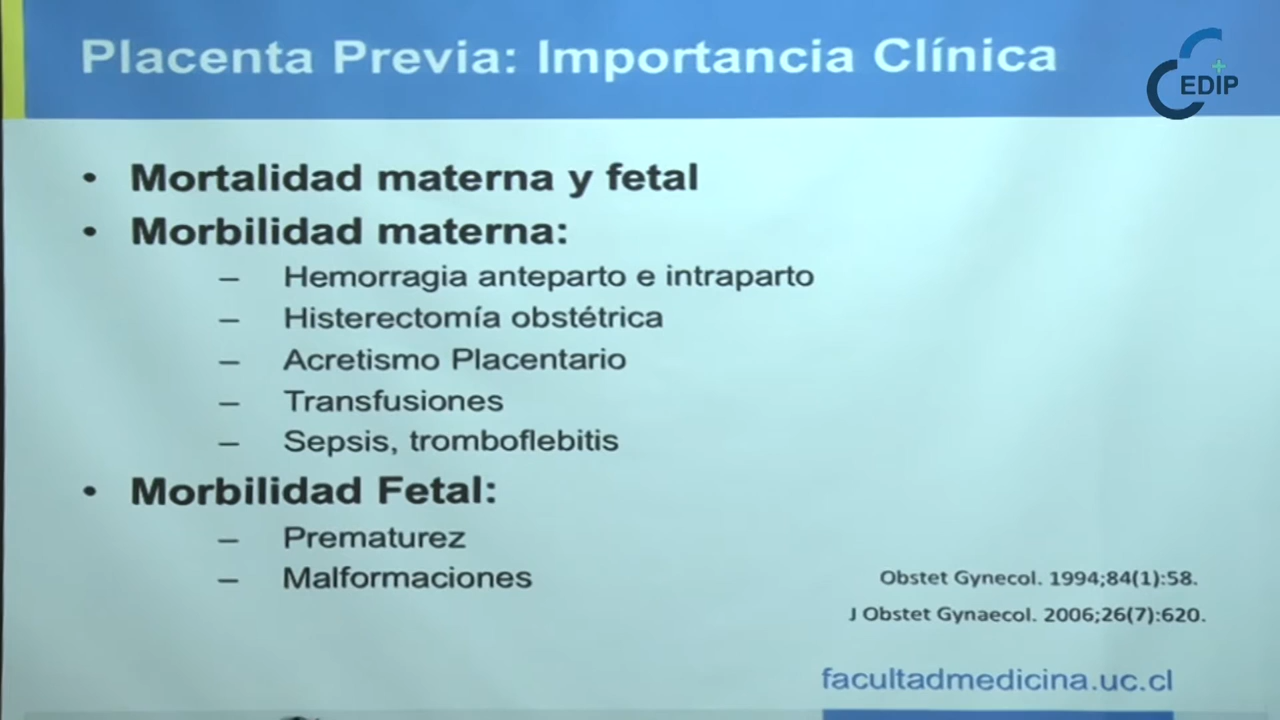 Placenta Previa: Importancia Clínica
EDIP
• Mortalidad materna y fetal
• Morbilidad materna:
– Hemorragia anteparto e intraparto
– Histerectomía obstétrica
– Acretismo Placentario
– Transfusiones
– Sepsis, tromboflebitis
• Morbilidad Fetal:
– Prematurez
– Malformaciones
Obstet Gynecol. 1994;84(1):58.
J Obstet Gynaecol. 2006;26(7):620.
facultadmedicina.uc.cl